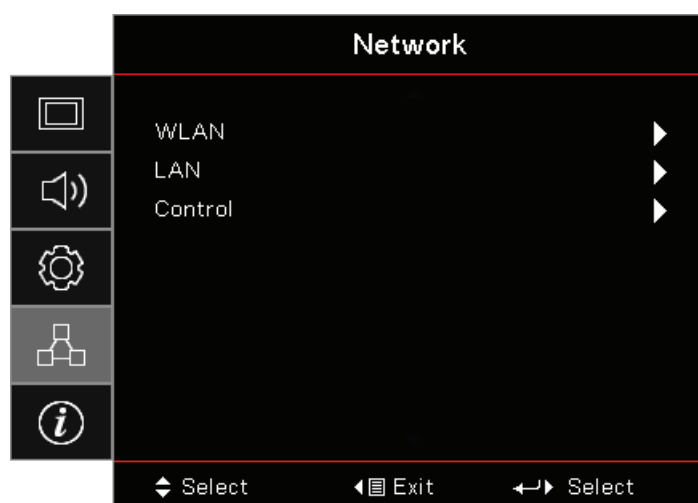 Network
WLAN
LAN
Control
Select Exit Select